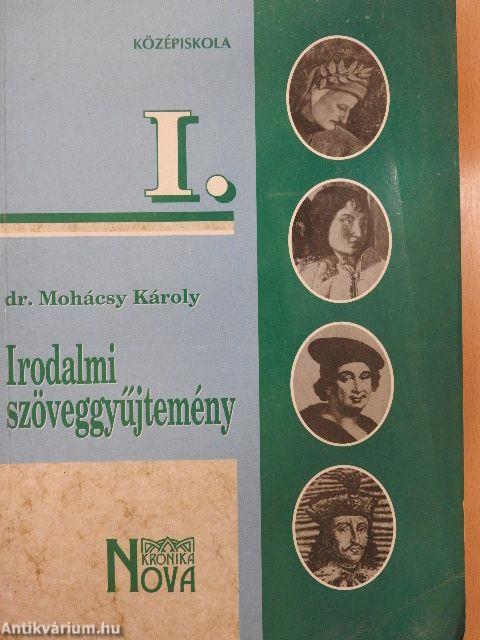 KÖZÉPISKOLA
I.
dr. Mohácsy Károly
Irodalmi
szöveggyűjtemény
KRÓNIKA
NOVA
Antikvárium.hu